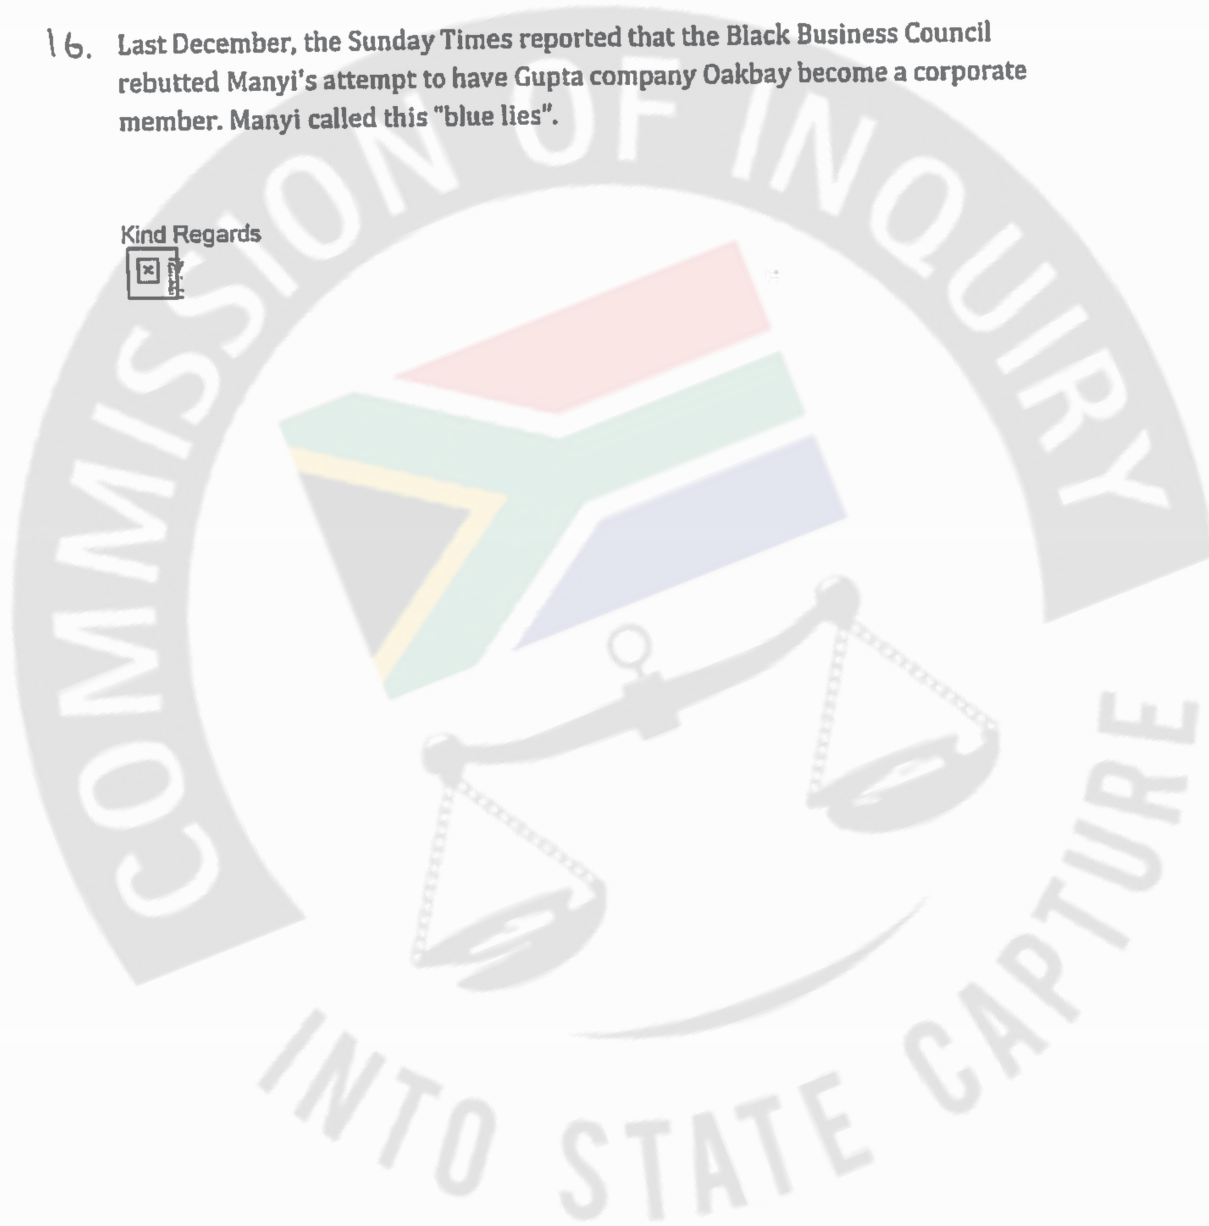 16. Last December, the Sunday Times reported that the Black Business Council
rebutted Manyi's attempt to have Gupta company Oakbay become a corporate
member. Manyi called this "blue lies".
Kind Regards
COMMISSION OF INQUIRY
INTO STATE CAPTURE